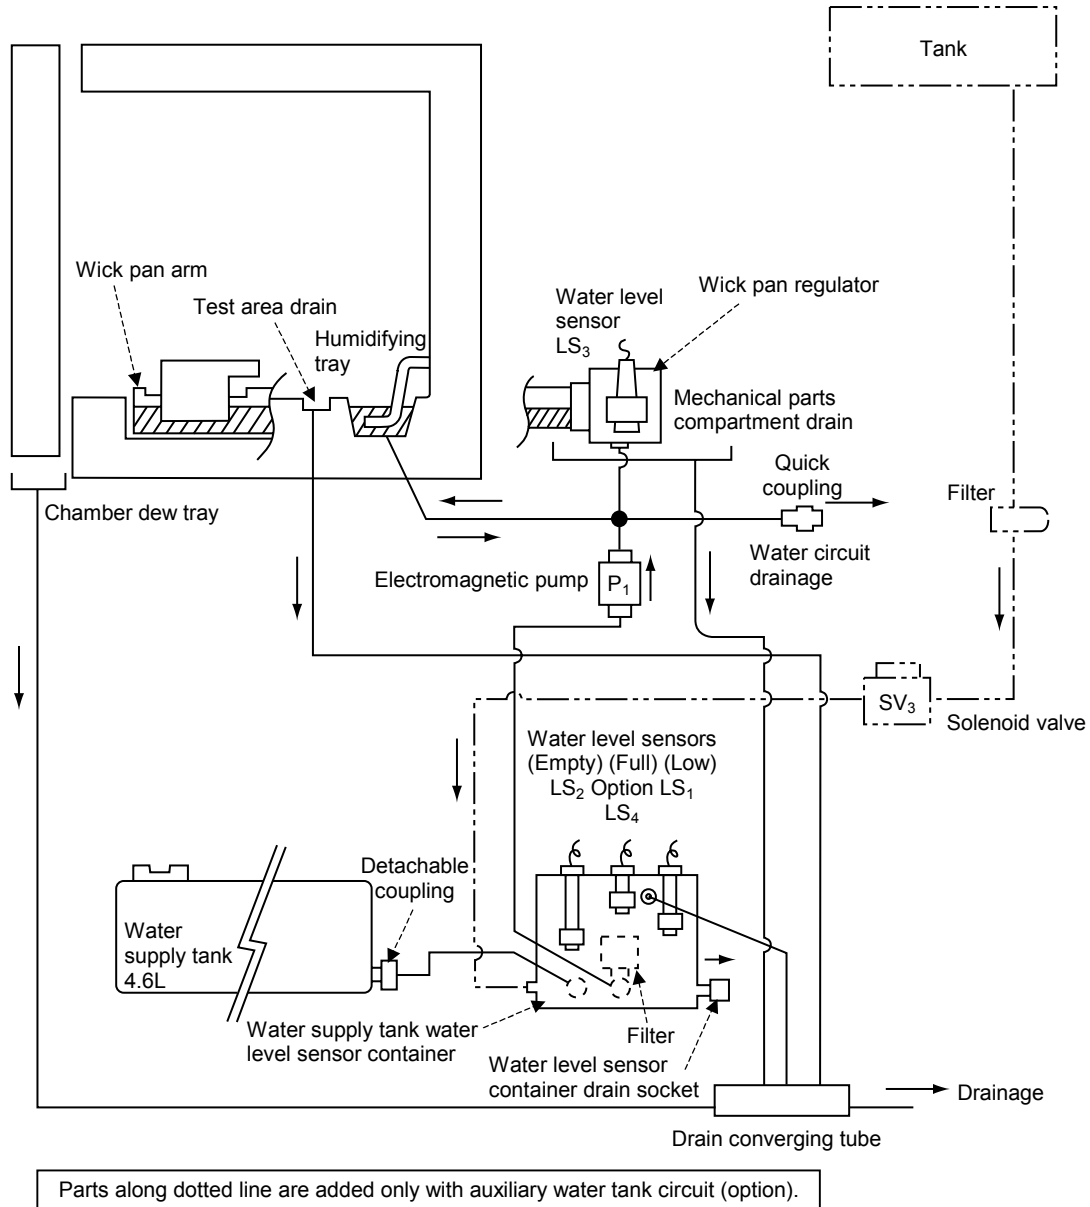 Tank
Wick pan arm
Test area drain
Humidifying
tray
Water level
sensor
LS3
Wick pan regulator
Mechanical parts
compartment drain
Quick
coupling
Filter
Chamber dew tray
Water circuit
drainage
Electromagnetic pump
P1
SV3
Solenoid valve
Water level sensors
(Empty) (Full) (Low)
LS2 Option LS1
LS4
Detachable
coupling
Water
supply tank
4.6L
Water supply tank water
level sensor container
Filter
Water level sensor
container drain socket
Drainage
Drain converging tube
Parts along dotted line are added only with auxiliary water tank circuit (option).